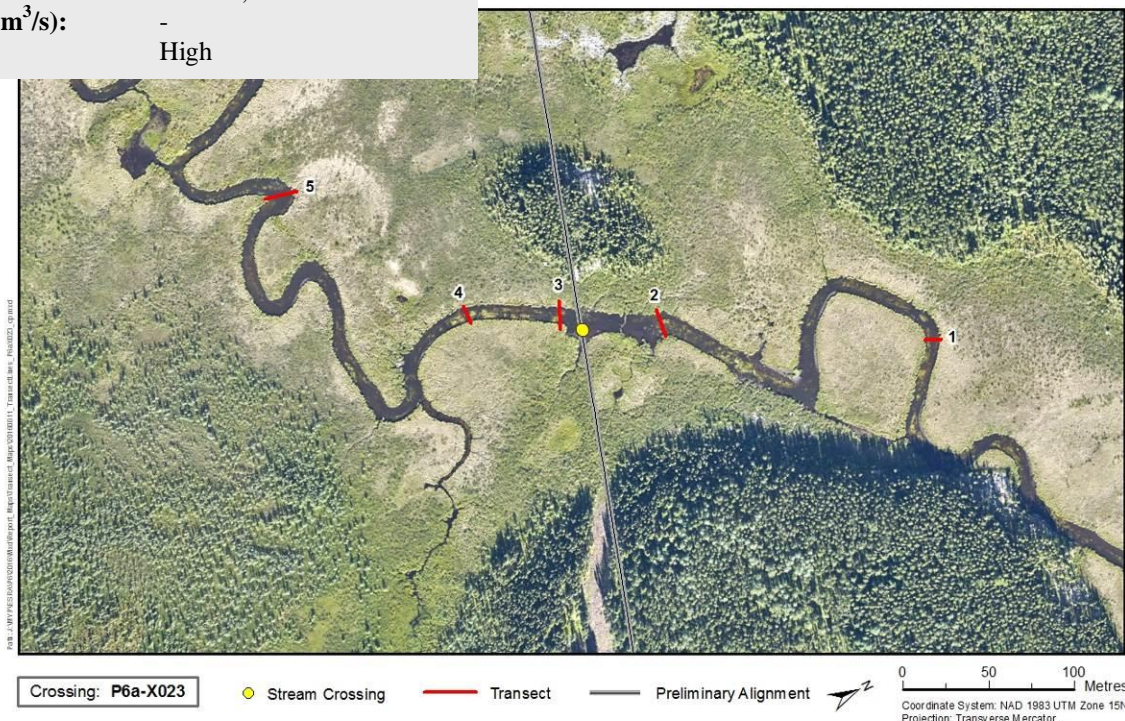 m³/s): -
High
5
4
3
2
1
Crossing: P6a-X023
Stream Crossing
Transect
Preliminary Alignment
Z
0 50 100
Metres
Coordinate System: NAD 1983 UTM Zone 15N
Projection: Transverse Mercator